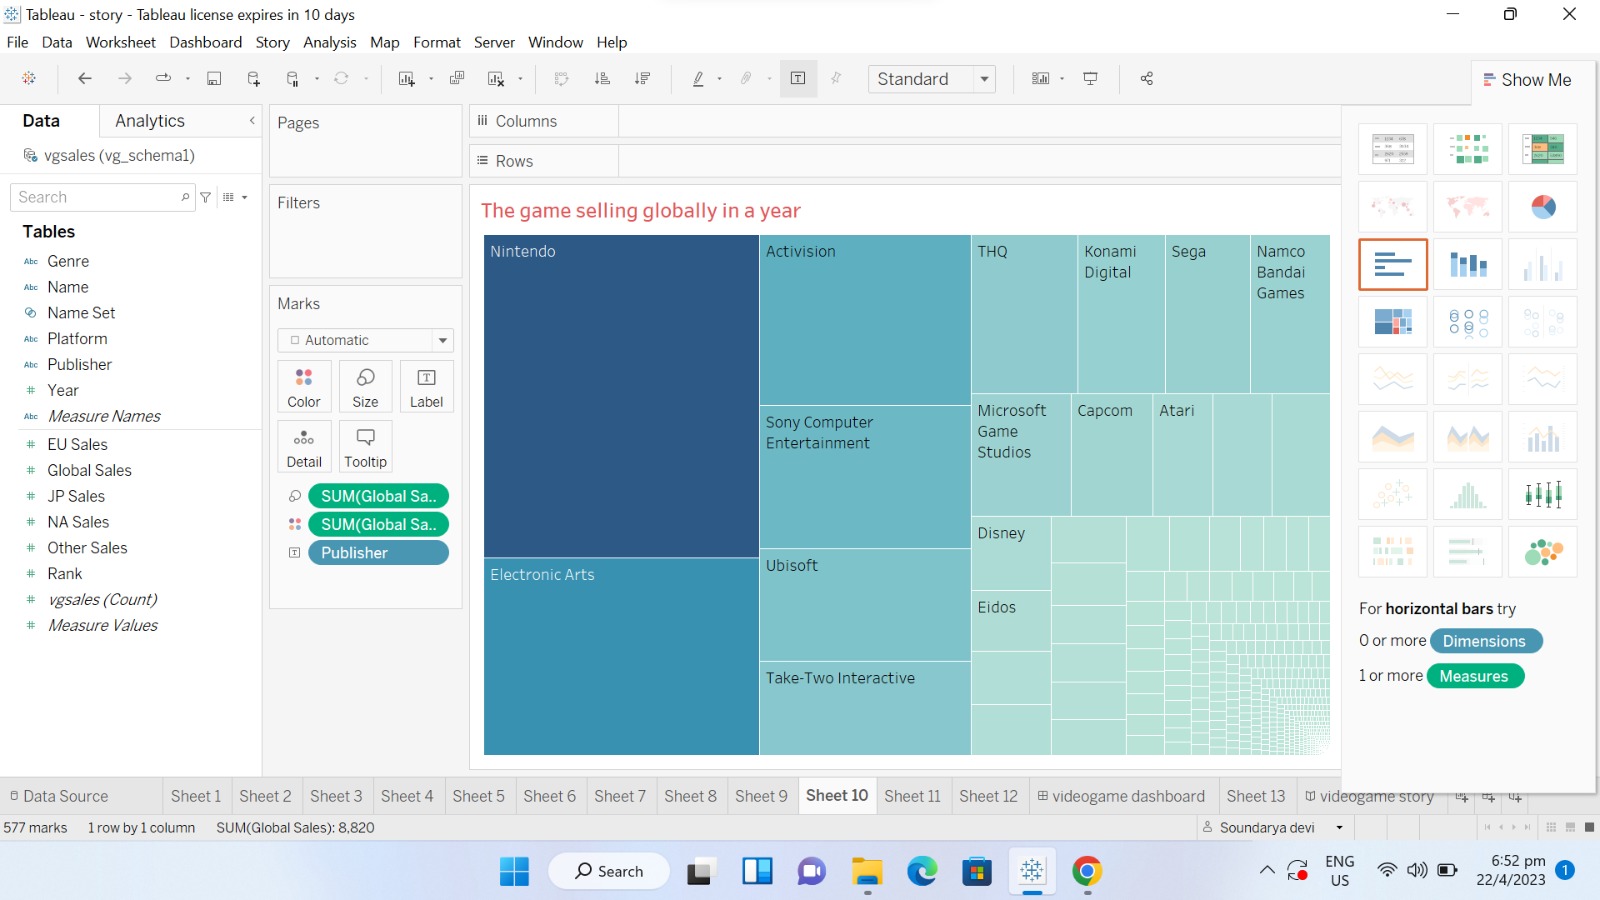 Tableau - story - Tableau license expires in 10 days
File Data Worksheet Dashboard Story Analysis Map Format Server Window Help
Standard
Show Me
Data Analytics
vgsales (vg_schema1)
Search
Tables
Abc Genre
Abc Name
Name Set
Abc Platform
Abc Publisher
# Year
Abc Measure Names
# EU Sales
# Global Sales
# JP Sales
# NA Sales
# Other Sales
# Rank
# vgsales (Count)
# Measure Values
Pages
Filters
Marks
Automatic
Color Size Label
Detail Tooltip
SUM(Global Sa..
SUM(Global Sa..
Publisher
Columns
Rows
The game selling globally in a year
Nintendo
Electronic Arts
Activision
Sony Computer
Entertainment
Ubisoft
Take-Two Interactive
THQ
Konami
Digital
Sega
Namco
Bandai
Games
Microsoft
Game
Studios
Capcom
Atari
Disney
Eidos
For horizontal bars try
0 or more Dimensions
1 or more Measures
Data Source Sheet 1 Sheet 2 Sheet 3 Sheet 4 Sheet 5 Sheet 6 Sheet 7 Sheet 8 Sheet 9 Sheet 10 Sheet 11 Sheet 12 videogame dashboard Sheet 13 videogame story
577 marks 1 row by 1 column SUM(Global Sales): 8,820
Soundarya devi
Search
ENG
US
6:52 pm
22/4/2023
1